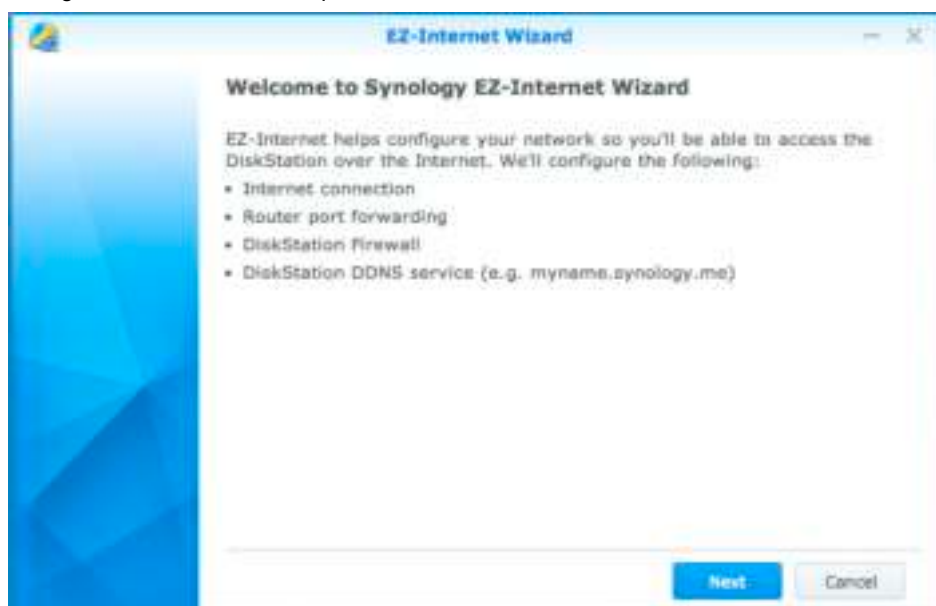 EZ-Internet Wizard
Welcome to Synology EZ-Internet Wizard
EZ-Internet helps configure your network so you'll be able to access the
DiskStation over the Internet. We'll configure the following:
• Internet connection
• Router port forwarding
• DiskStation Firewall
• DiskStation DDNS service (e.g. myname.synology.me)
Next Cancel